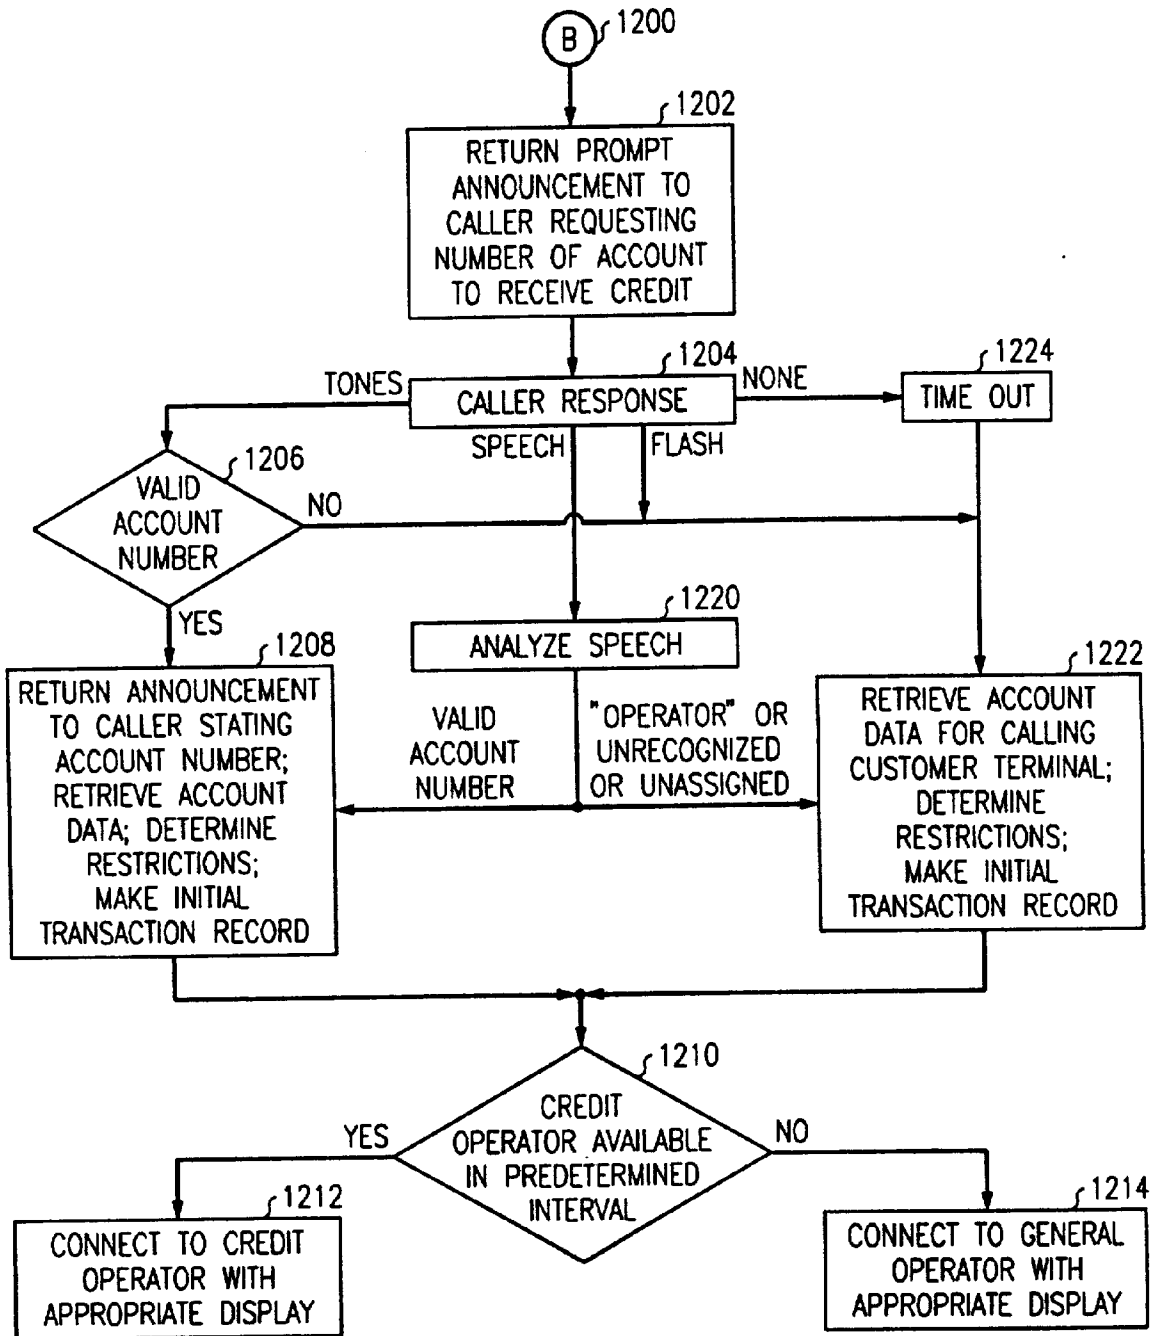 B
1200
1202
RETURN PROMPT
ANNOUNCEMENT TO
CALLER REQUESTING
NUMBER OF ACCOUNT
TO RECEIVE CREDIT
1204
1224
TONES
CALLER RESPONSE
NONE
TIME OUT
SPEECH
FLASH
1206
VALID
ACCOUNT
NUMBER
NO
YES
1220
ANALYZE SPEECH
1208
RETURN ANNOUNCEMENT
TO CALLER STATING
ACCOUNT NUMBER;
RETRIEVE ACCOUNT
DATA; DETERMINE
RESTRICTIONS;
MAKE INITIAL
TRANSACTION RECORD
VALID
ACCOUNT
NUMBER
"OPERATOR" OR
UNRECOGNIZED
OR UNASSIGNED
1222
RETRIEVE ACCOUNT
DATA FOR CALLING
CUSTOMER TERMINAL;
DETERMINE
RESTRICTIONS;
MAKE INITIAL
TRANSACTION RECORD
1210
CREDIT
OPERATOR AVAILABLE
IN PREDETERMINED
INTERVAL
YES
NO
1212
CONNECT TO CREDIT
OPERATOR WITH
APPROPRIATE DISPLAY
1214
CONNECT TO GENERAL
OPERATOR WITH
APPROPRIATE DISPLAY